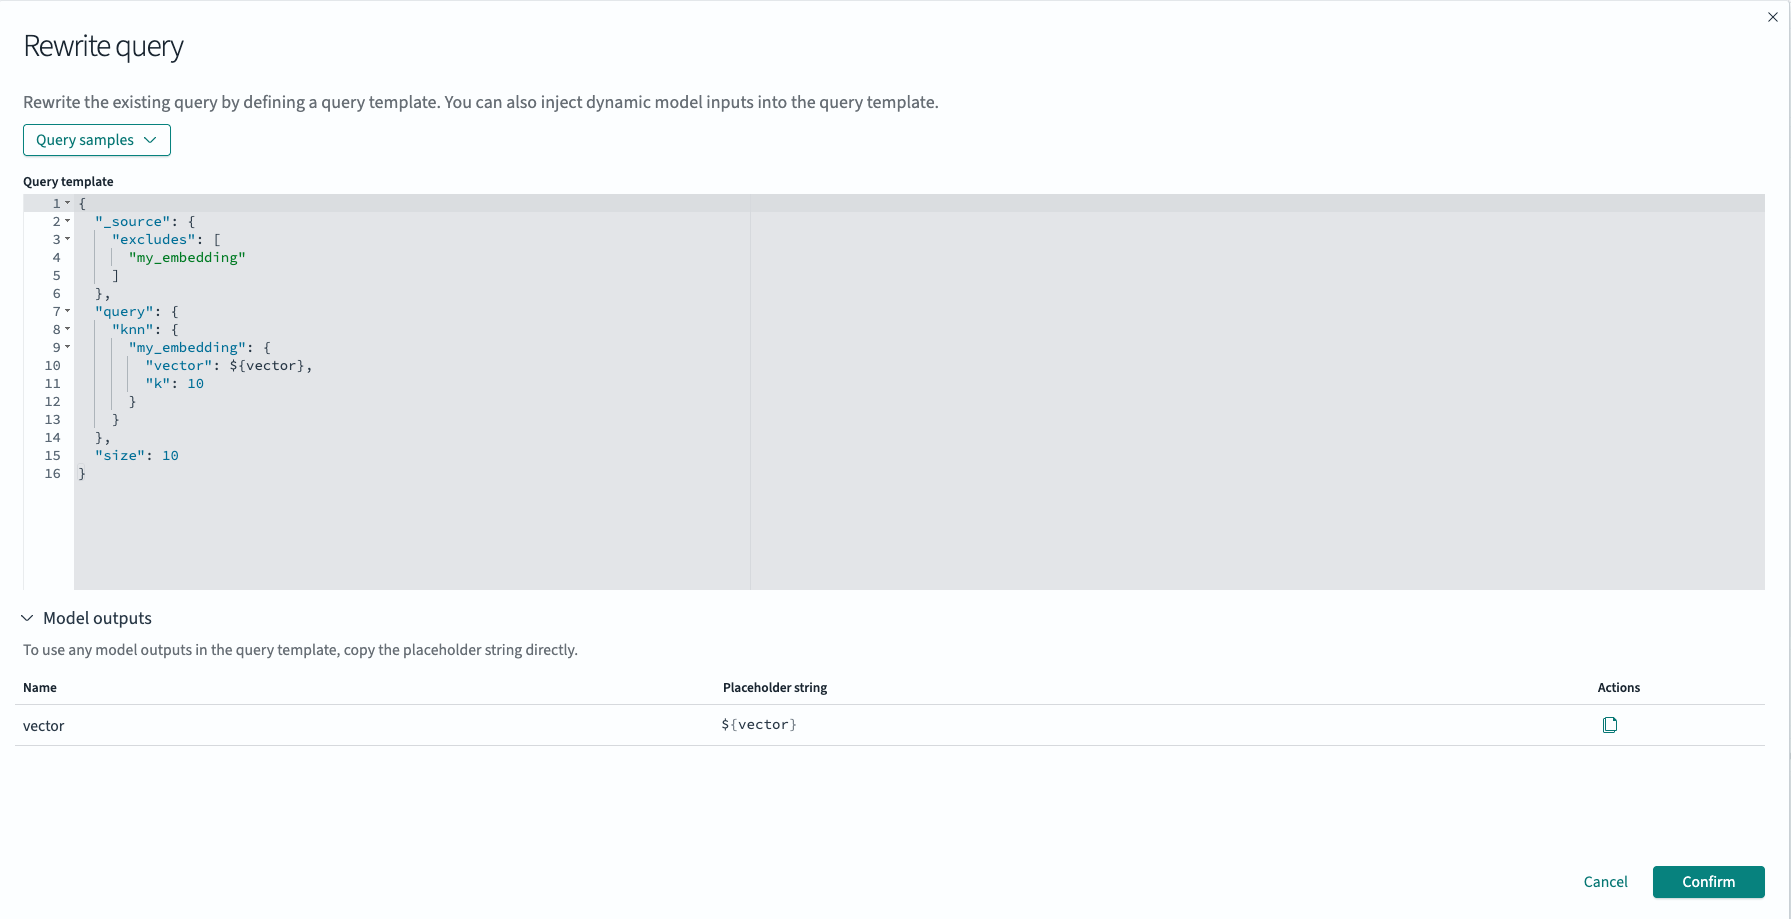 Rewrite query
Rewrite the existing query by defining a query template. You can also inject dynamic model inputs into the query template.
Query samples
Query template
1 {
2 "_source": {
3 "excludes": [
4 "my_embedding"
5 ]
6 },
7 "query": {
8 "knn": {
9 "my_embedding": {
10 "vector": ${vector},
11 "k": 10
12 }
13 }
14 },
15 "size": 10
16 }
Model outputs
To use any model outputs in the query template, copy the placeholder string directly.
Name Placeholder string Actions
vector ${vector}
Cancel Confirm